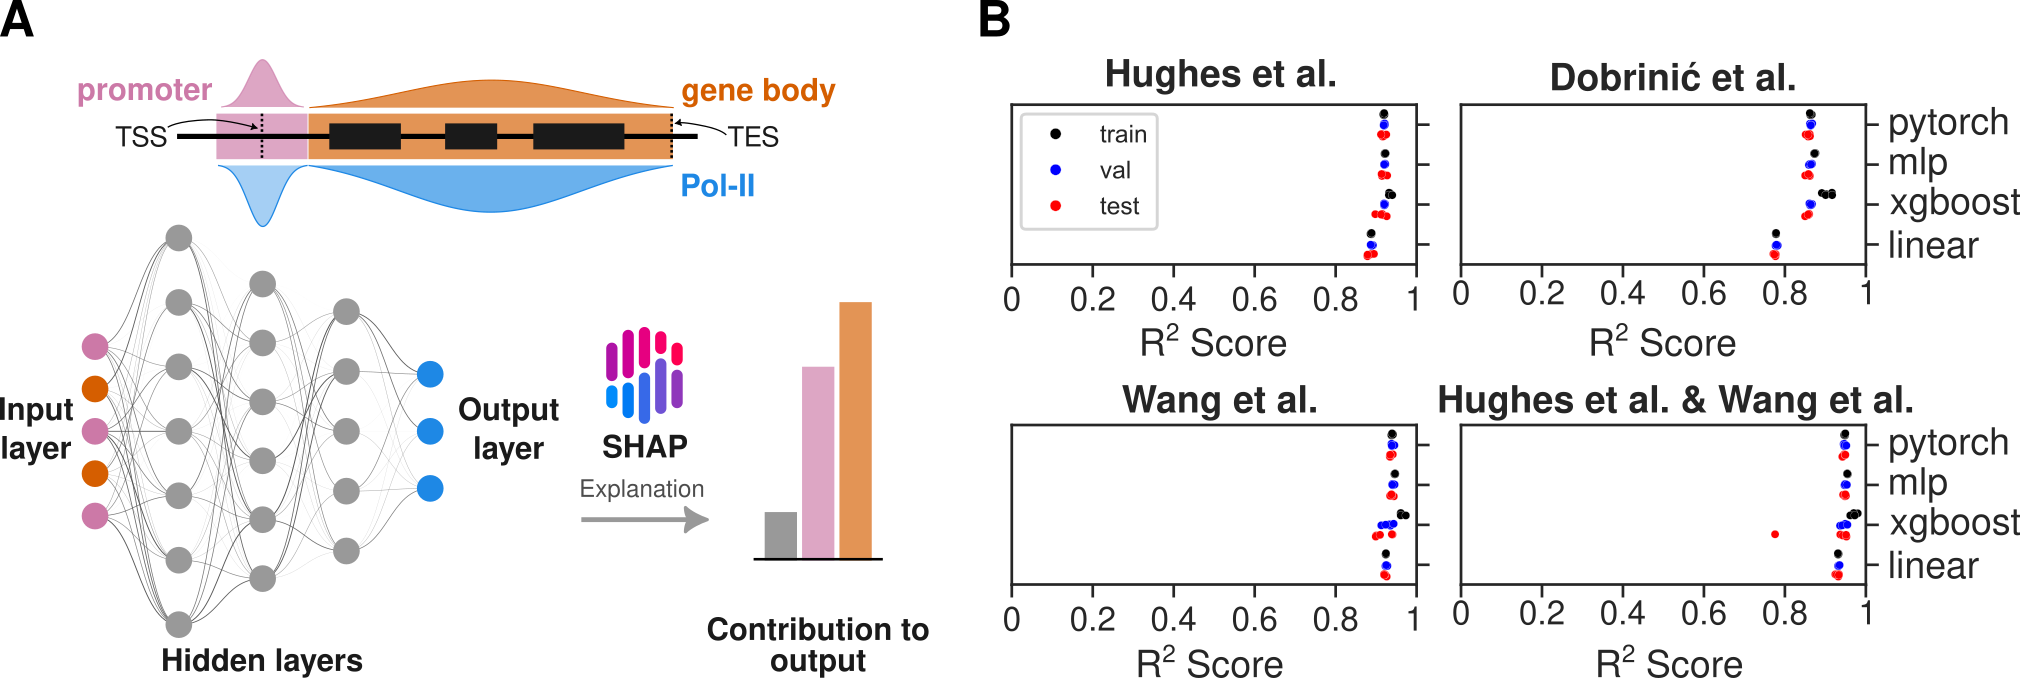 A
promoter
gene body
TSS
TES
Pol-II
Input
layer
Output
layer
Hidden layers
SHAP
Explanation
Contribution to
output
B
Hughes et al.
train
val
test
0 0.2 0.4 0.6 0.8 1
R² Score
Dobrinić et al.
pytorch
mlp
xgboost
linear
0 0.2 0.4 0.6 0.8 1
R² Score
Wang et al.
0 0.2 0.4 0.6 0.8 1
R² Score
Hughes et al. & Wang et al.
pytorch
mlp
xgboost
linear
0 0.2 0.4 0.6 0.8 1
R² Score